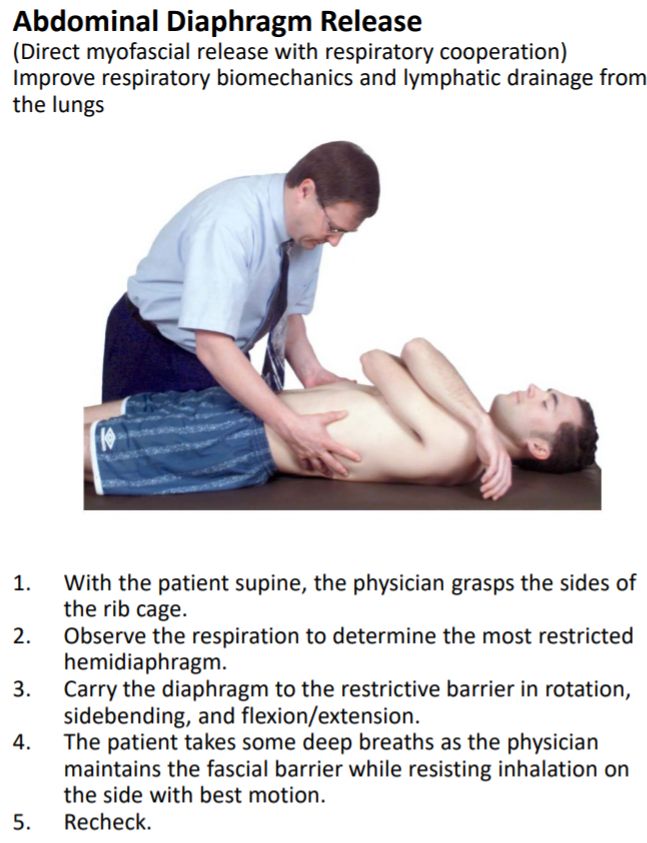 Abdominal Diaphragm Release
(Direct myofascial release with respiratory cooperation)
Improve respiratory biomechanics and lymphatic drainage from
the lungs
1. With the patient supine, the physician grasps the sides of
the rib cage.
2. Observe the respiration to determine the most restricted
hemidiaphragm.
3. Carry the diaphragm to the restrictive barrier in rotation,
sidebending, and flexion/extension.
4. The patient takes some deep breaths as the physician
maintains the fascial barrier while resisting inhalation on
the side with best motion.
5. Recheck.